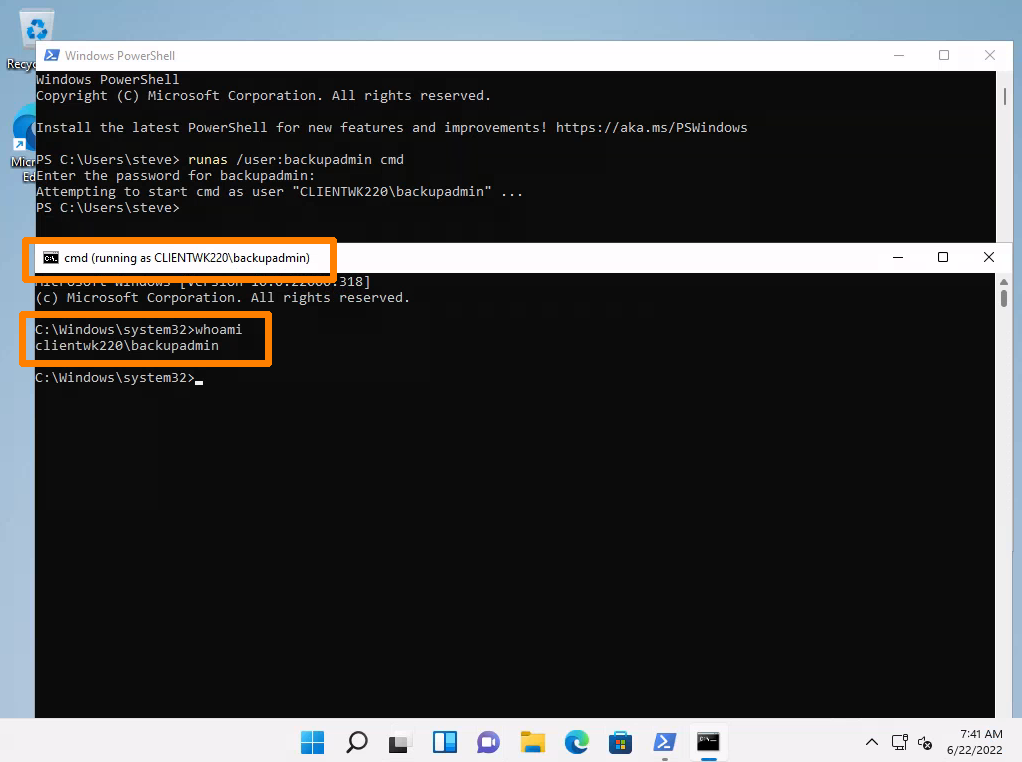 Windows PowerShell
Windows PowerShell
Copyright (C) Microsoft Corporation. All rights reserved.
Install the latest PowerShell for new features and improvements! https://aka.ms/PSWindows
PS C:\Users\steve> runas /user:backupadmin cmd
Enter the password for backupadmin:
Attempting to start cmd as user "CLIENTWK220\backupadmin" ...
PS C:\Users\steve>
Recyc
Micr
Ed
cmd (running as CLIENTWK220\backupadmin)
Microsoft Windows [Version 10.0.22000.318]
(c) Microsoft Corporation. All rights reserved.
C:\Windows\system32>whoami
clientwk220\backupadmin
C:\Windows\system32>
7:41 AM
6/22/2022